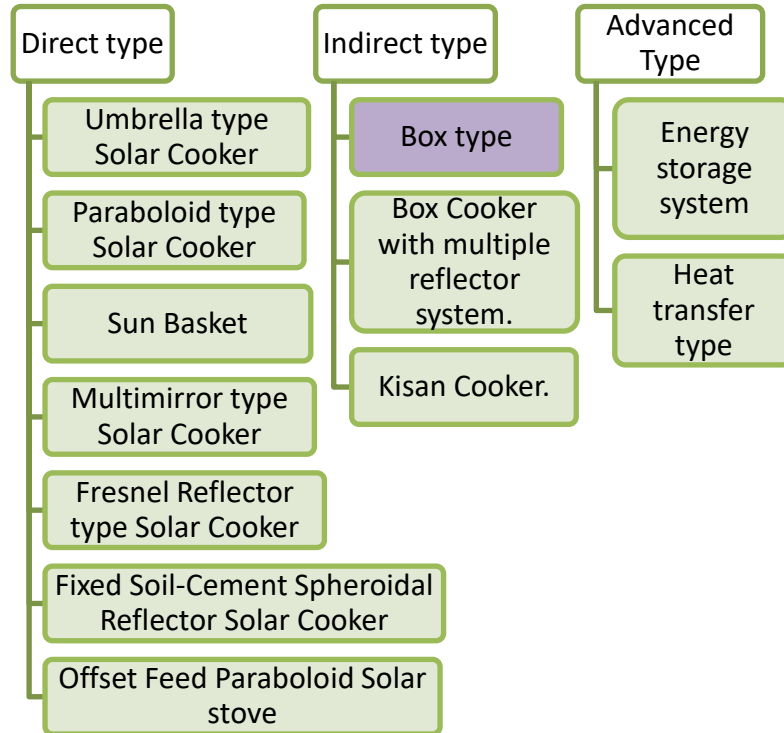 Direct type
Umbrella type
Solar Cooker
Paraboloid type
Solar Cooker
Sun Basket
Multimirror type
Solar Cooker
Fresnel Reflector
type Solar Cooker
Fixed Soil-Cement Spheroidal
Reflector Solar Cooker
Offset Feed Paraboloid Solar
stove
Indirect type
Box type
Box Cooker
with multiple
reflector
system.
Kisan Cooker.
Advanced
Type
Energy
storage
system
Heat
transfer
type